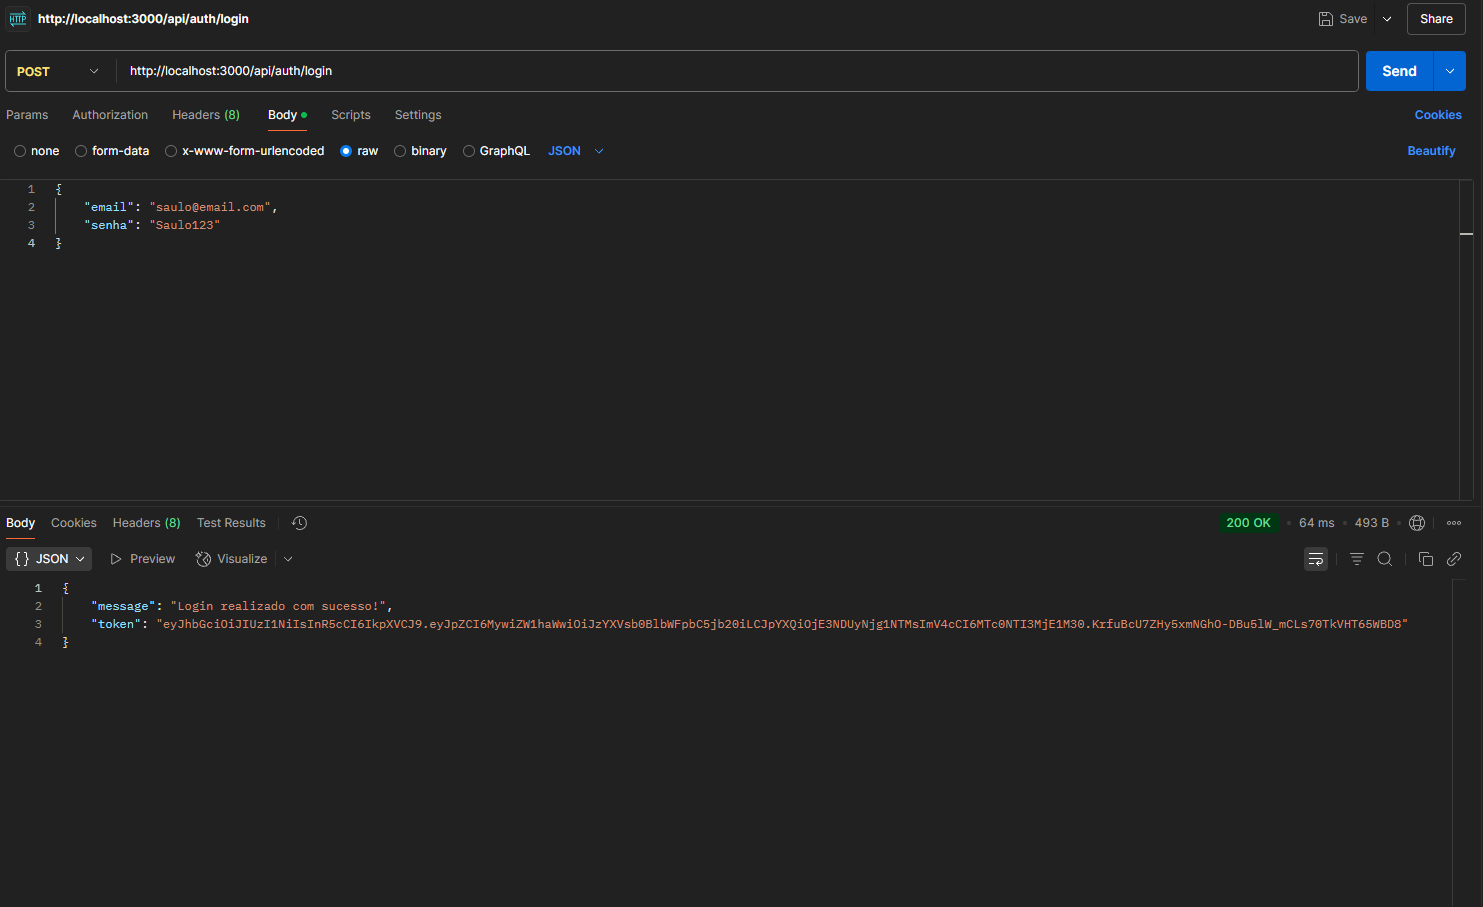 HTTP http://localhost:3000/api/auth/login Save Share
POST http://localhost:3000/api/auth/login Send
Params Authorization Headers (8) Body Scripts Settings Cookies
none form-data x-www-form-urlencoded raw binary GraphQL JSON Beautify
1 {
2 "email": "saulo@email.com",
3 "senha": "Saulo123"
4 }
Body Cookies Headers (8) Test Results 200 OK • 64 ms • 493 B •
{} JSON Preview Visualize
1 {
2 "message": "Login realizado com sucesso!",
3 "token": "eyJhbGciOiJIUzI1NiIsInR5cCI6IkpXVCJ9.eyJpZCI6MywiZW1haWwiOiJzYXVsb0BlbWFpbC5jb20iLCJpYXQiOjE3NDUyNjg1NTMsImV4cCI6MTc0NTI3MjE1M30.KrfuBcU7ZHy5xmNGhO-DBu5lW_mCLs70TkVHT65WBD8"
4 }